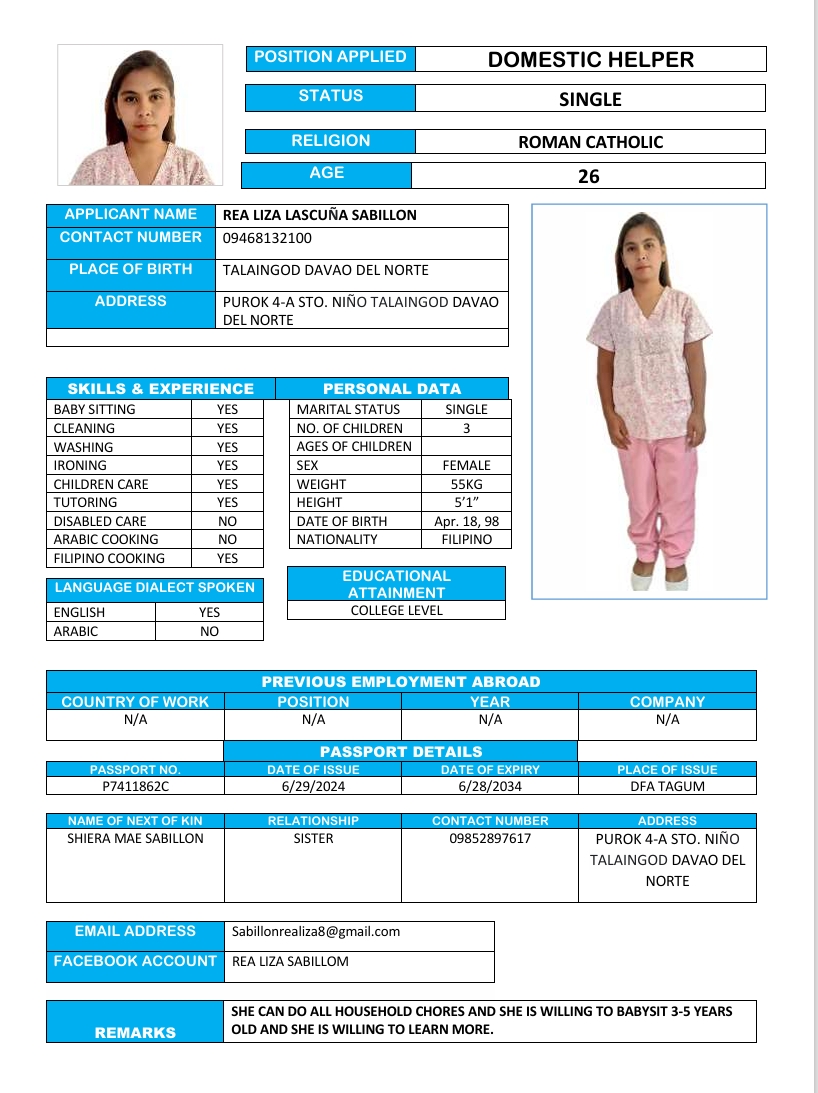 POSITION APPLIED DOMESTIC HELPER
STATUS SINGLE
RELIGION ROMAN CATHOLIC
AGE 26
APPLICANT NAME REA LIZA LASCUÑA SABILLON
CONTACT NUMBER 09468132100
PLACE OF BIRTH TALAINGOD DAVAO DEL NORTE
ADDRESS PUROK 4-A STO. NIÑO TALAINGOD DAVAO
DEL NORTE
SKILLS & EXPERIENCE PERSONAL DATA
BABY SITTING YES MARITAL STATUS SINGLE
CLEANING YES NO. OF CHILDREN 3
WASHING YES AGES OF CHILDREN
IRONING YES SEX FEMALE
CHILDREN CARE YES WEIGHT 55KG
TUTORING YES HEIGHT 5’1”
DISABLED CARE NO DATE OF BIRTH Apr. 18, 98
ARABIC COOKING NO NATIONALITY FILIPINO
FILIPINO COOKING YES
LANGUAGE DIALECT SPOKEN
ENGLISH YES
ARABIC NO
EDUCATIONAL
ATTAINMENT
COLLEGE LEVEL
PREVIOUS EMPLOYMENT ABROAD
COUNTRY OF WORK POSITION YEAR COMPANY
N/A N/A N/A N/A
PASSPORT DETAILS
PASSPORT NO. DATE OF ISSUE DATE OF EXPIRY PLACE OF ISSUE
P7411862C 6/29/2024 6/28/2034 DFA TAGUM
NAME OF NEXT OF KIN RELATIONSHIP CONTACT NUMBER ADDRESS
SHIERA MAE SABILLON SISTER 09852897617 PUROK 4-A STO. NIÑO
TALAINGOD DAVAO DEL
NORTE
EMAIL ADDRESS Sabillonrealiza8@gmail.com
FACEBOOK ACCOUNT REA LIZA SABILLOM
REMARKS SHE CAN DO ALL HOUSEHOLD CHORES AND SHE IS WILLING TO BABYSIT 3-5 YEARS
OLD AND SHE IS WILLING TO LEARN MORE.